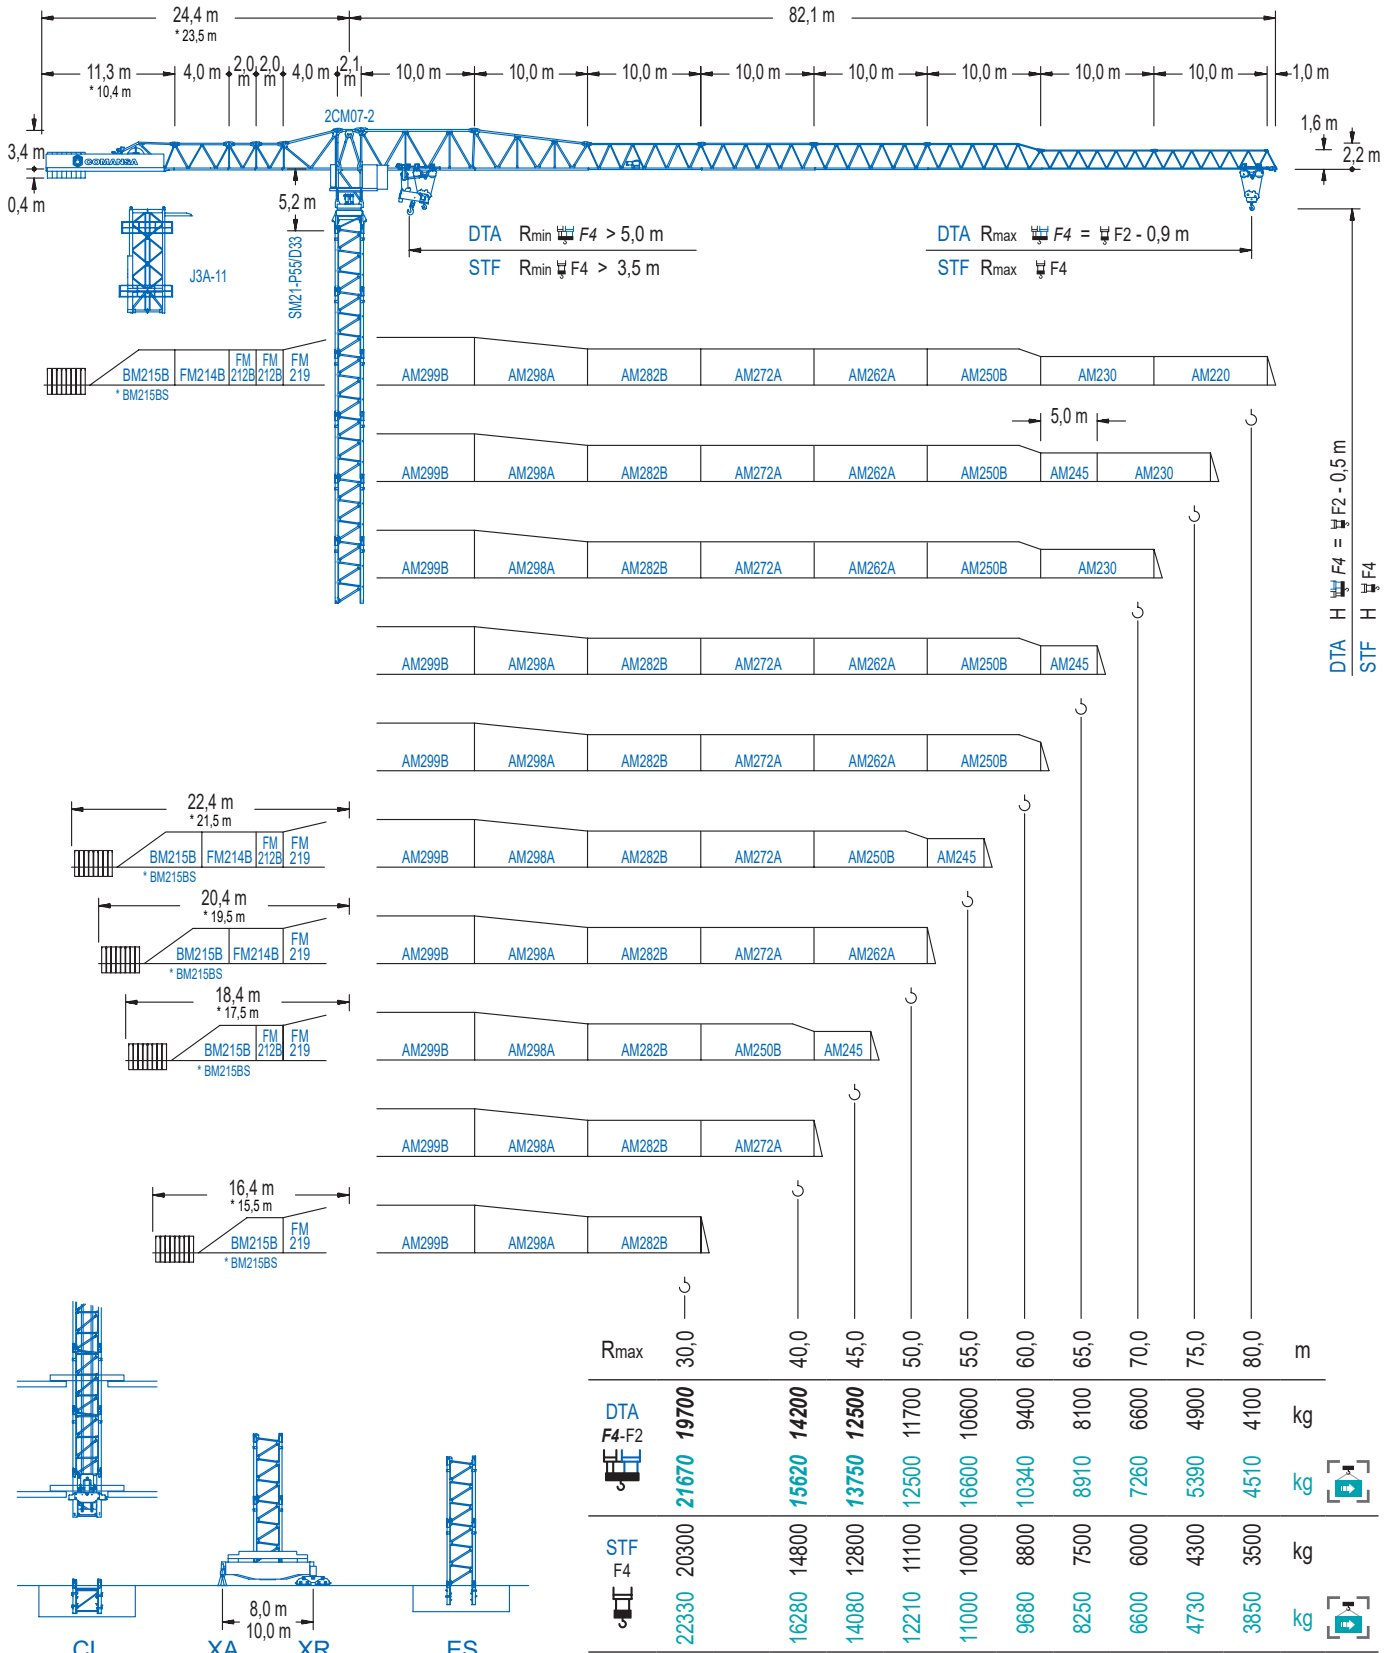 24,4 m
* 23,5 m
82,1 m
11,3 m
* 10,4 m
4,0 m
2,0 m
2,0 m
4,0 m
2,1 m
10,0 m
10,0 m
10,0 m
10,0 m
10,0 m
10,0 m
10,0 m
10,0 m
1,0 m
2CM07-2
3,4 m
COMANSA
0,4 m
1,6 m
2,2 m
5,2 m
SM21-P55/D33
J3A-11
DTA Rmin F4 > 5,0 m
STF Rmin F4 > 3,5 m
DTA Rmax F4 = F2 - 0,9 m
STF Rmax F4
DTA H F4 = F2 - 0,5 m
STF H F4
BM215B FM214B FM 212B FM 212B FM 219
* BM215BS
AM299B AM298A AM282B AM272A AM262A AM250B AM230 AM220
5,0 m
AM299B AM298A AM282B AM272A AM262A AM250B AM245 AM230
AM299B AM298A AM282B AM272A AM262A AM250B AM230
AM299B AM298A AM282B AM272A AM262A AM250B AM245
AM299B AM298A AM282B AM272A AM262A AM250B
22,4 m
* 21,5 m
BM215B FM214B FM 212B FM 219
* BM215BS
AM299B AM298A AM282B AM272A AM250B AM245
20,4 m
* 19,5 m
BM215B FM214B FM 219
* BM215BS
AM299B AM298A AM282B AM272A AM262A
18,4 m
* 17,5 m
BM215B FM 212B FM 219
* BM215BS
AM299B AM298A AM282B AM250B AM245
AM299B AM298A AM282B AM272A
16,4 m
* 15,5 m
BM215B FM 219
* BM215BS
AM299B AM298A AM282B
Rmax 30,0 40,0 45,0 50,0 55,0 60,0 65,0 70,0 75,0 80,0 m
DTA 19700 14200 12500 11700 10600 9400 8100 6600 4900 4100 kg
F4-F2
21670 15620 13750 12500 16600 10340 8910 7260 5390 4510 kg
STF 20300 14800 12800 11100 10000 8800 7500 6000 4300 3500 kg
F4
22330 16280 14080 12210 11000 9680 8250 6600 4730 3850 kg
8,0 m
10,0 m
XA XR